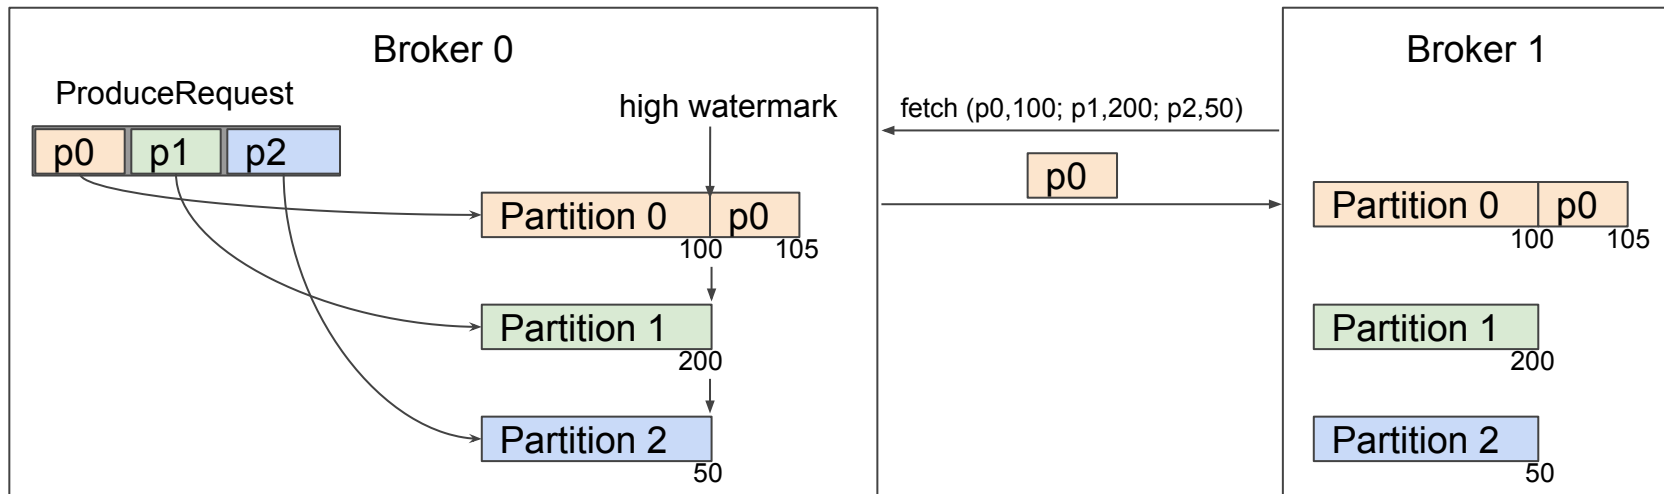 Broker 0
ProduceRequest
p0 p1 p2
high watermark
Partition 0 p0
100 105
Partition 1
200
Partition 2
50
fetch (p0,100; p1,200; p2,50)
p0
Broker 1
Partition 0 p0
100 105
Partition 1
200
Partition 2
50